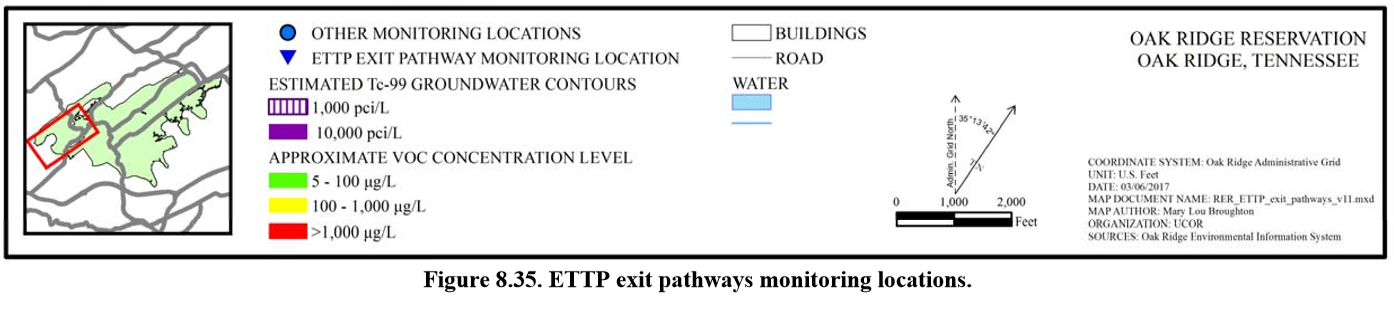 OTHER MONITORING LOCATIONS
ETTP EXIT PATHWAY MONITORING LOCATION
ESTIMATED Tc-99 GROUNDWATER CONTOURS
1,000 pci/L
10,000 pci/L
APPROXIMATE VOC CONCENTRATION LEVEL
5 - 100 µg/L
100 - 1,000 µg/L
>1,000 µg/L
BUILDINGS
ROAD
WATER
Admin. Grid North
35°13'42"
0 1,000 2,000
Feet
OAK RIDGE RESERVATION
OAK RIDGE, TENNESSEE
COORDINATE SYSTEM: Oak Ridge Administrative Grid
UNIT: U.S. Feet
DATE: 03/06/2017
MAP DOCUMENT NAME: RER_ETTP_exit_pathways_v11.mxd
MAP AUTHOR: Mary Lou Broughton
ORGANIZATION: UCOR
SOURCES: Oak Ridge Environmental Information System
Figure 8.35. ETTP exit pathways monitoring locations.